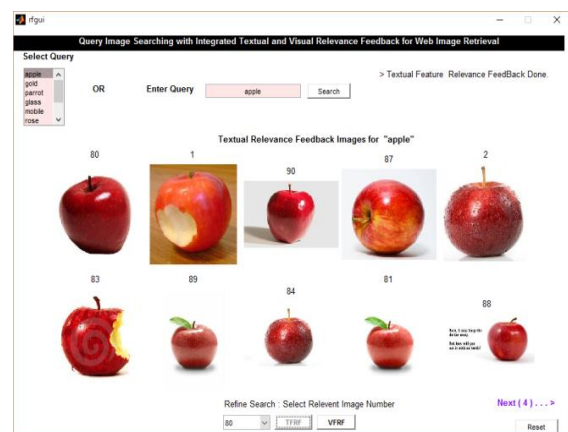 rfgui
Query Image Searching with Integrated Textual and Visual Relevance Feedback for Web Image Retrieval
Select Query
apple
gold
parrot
glass
mobile
rose
OR
Enter Query
apple
Search
> Textual Feature Relevance FeedBack Done.
Textual Relevance Feedback Images for "apple"
80
1
90
87
2
83
89
84
81
88
Refine Search : Select Relevent Image Number
Next ( 4 ) . . . >
80
TFRF
VFRF
Reset